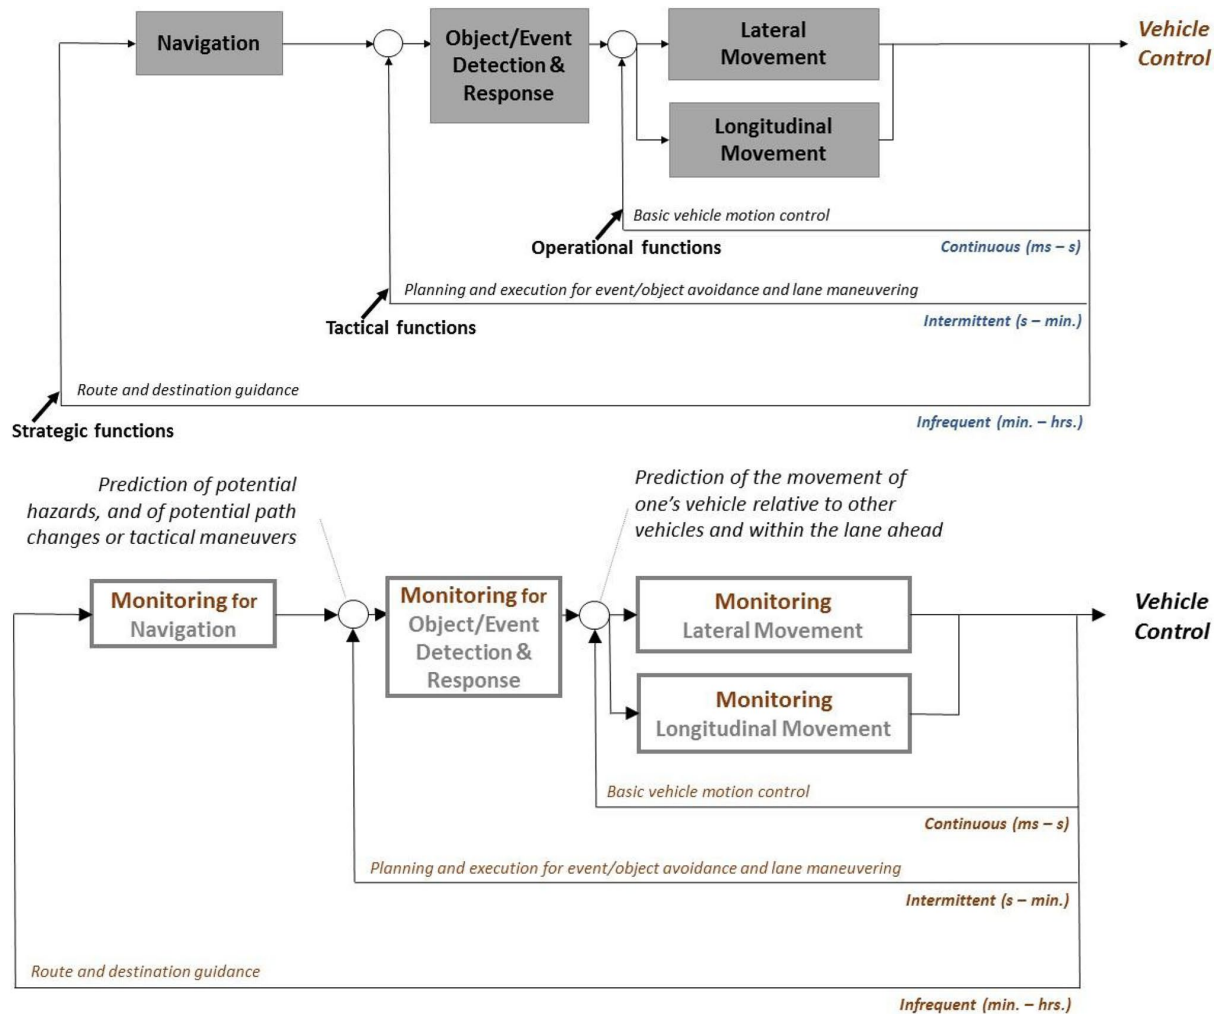 Navigation
Object/Event
Detection &
Response
Lateral
Movement
Longitudinal
Movement
Vehicle
Control
Basic vehicle motion control
Operational functions
Continuous (ms – s)
Planning and execution for event/object avoidance and lane maneuvering
Tactical functions
Intermittent (s – min.)
Route and destination guidance
Strategic functions
Infrequent (min. – hrs.)
Prediction of potential
hazards, and of potential path
changes or tactical maneuvers
Prediction of the movement of
one's vehicle relative to other
vehicles and within the lane ahead
Monitoring for
Navigation
Monitoring for
Object/Event
Detection &
Response
Monitoring
Lateral Movement
Monitoring
Longitudinal Movement
Vehicle
Control
Basic vehicle motion control
Continuous (ms – s)
Planning and execution for event/object avoidance and lane maneuvering
Intermittent (s – min.)
Route and destination guidance
Infrequent (min. – hrs.)